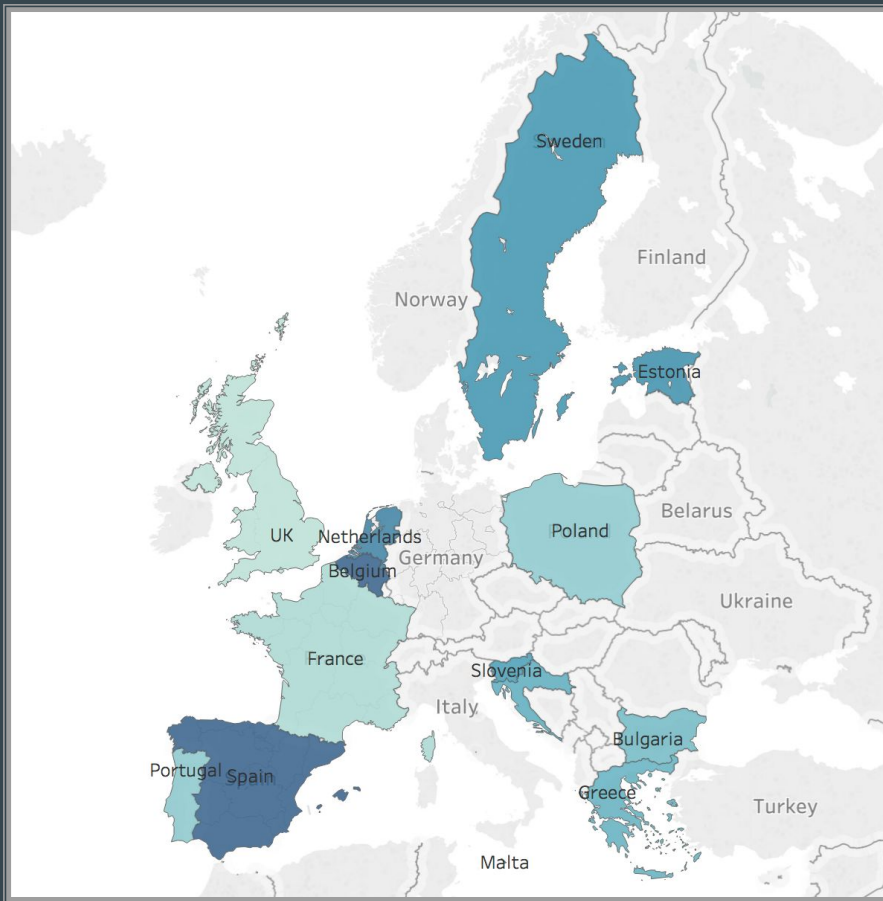 Sweden
Finland
Norway
Estonia
Belarus
Poland
UK
Netherlands
Germany
Belgium
Ukraine
France
Slovenia
Italy
Bulgaria
Portugal
Spain
Greece
Turkey
Malta